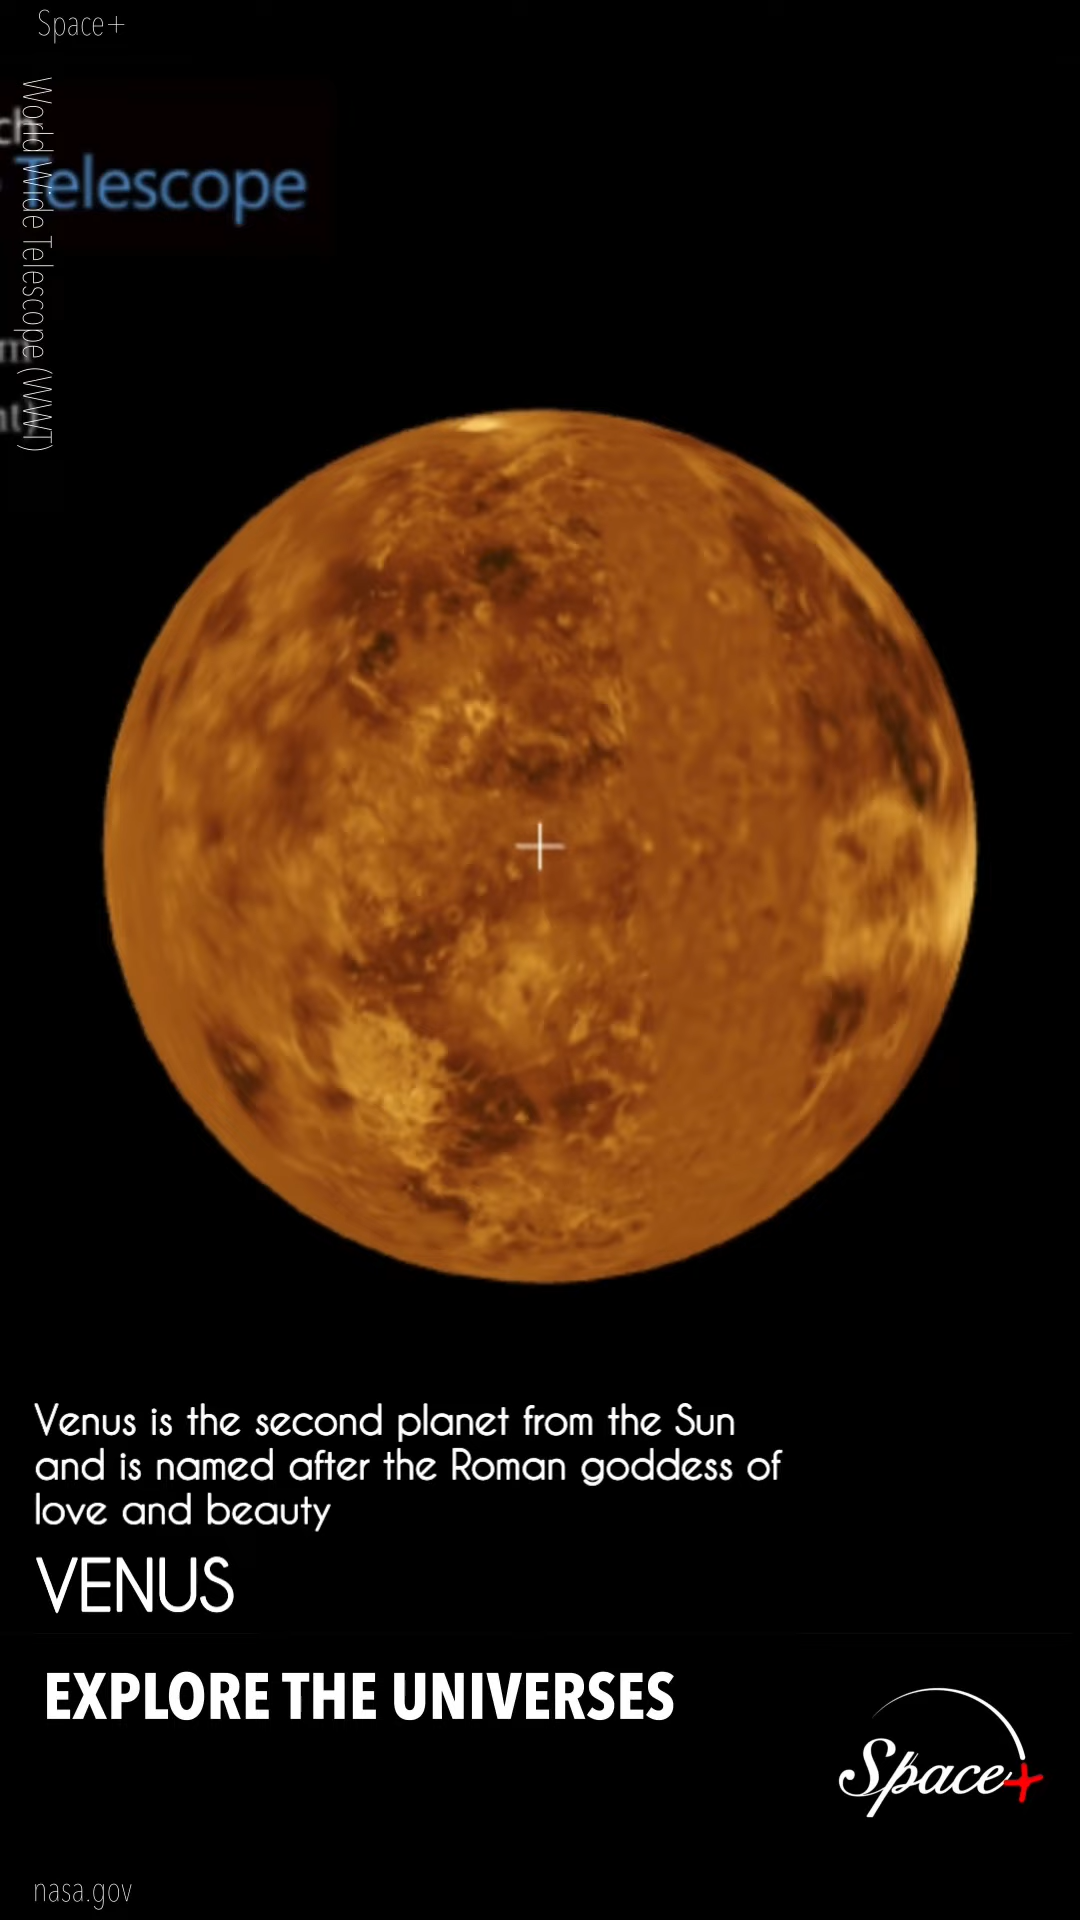 Space+
World Wide Telescope (WWT)
Telescope
Venus is the second planet from the Sun
and is named after the Roman goddess of
love and beauty
VENUS
EXPLORE THE UNIVERSES
Space+
nasa.gov